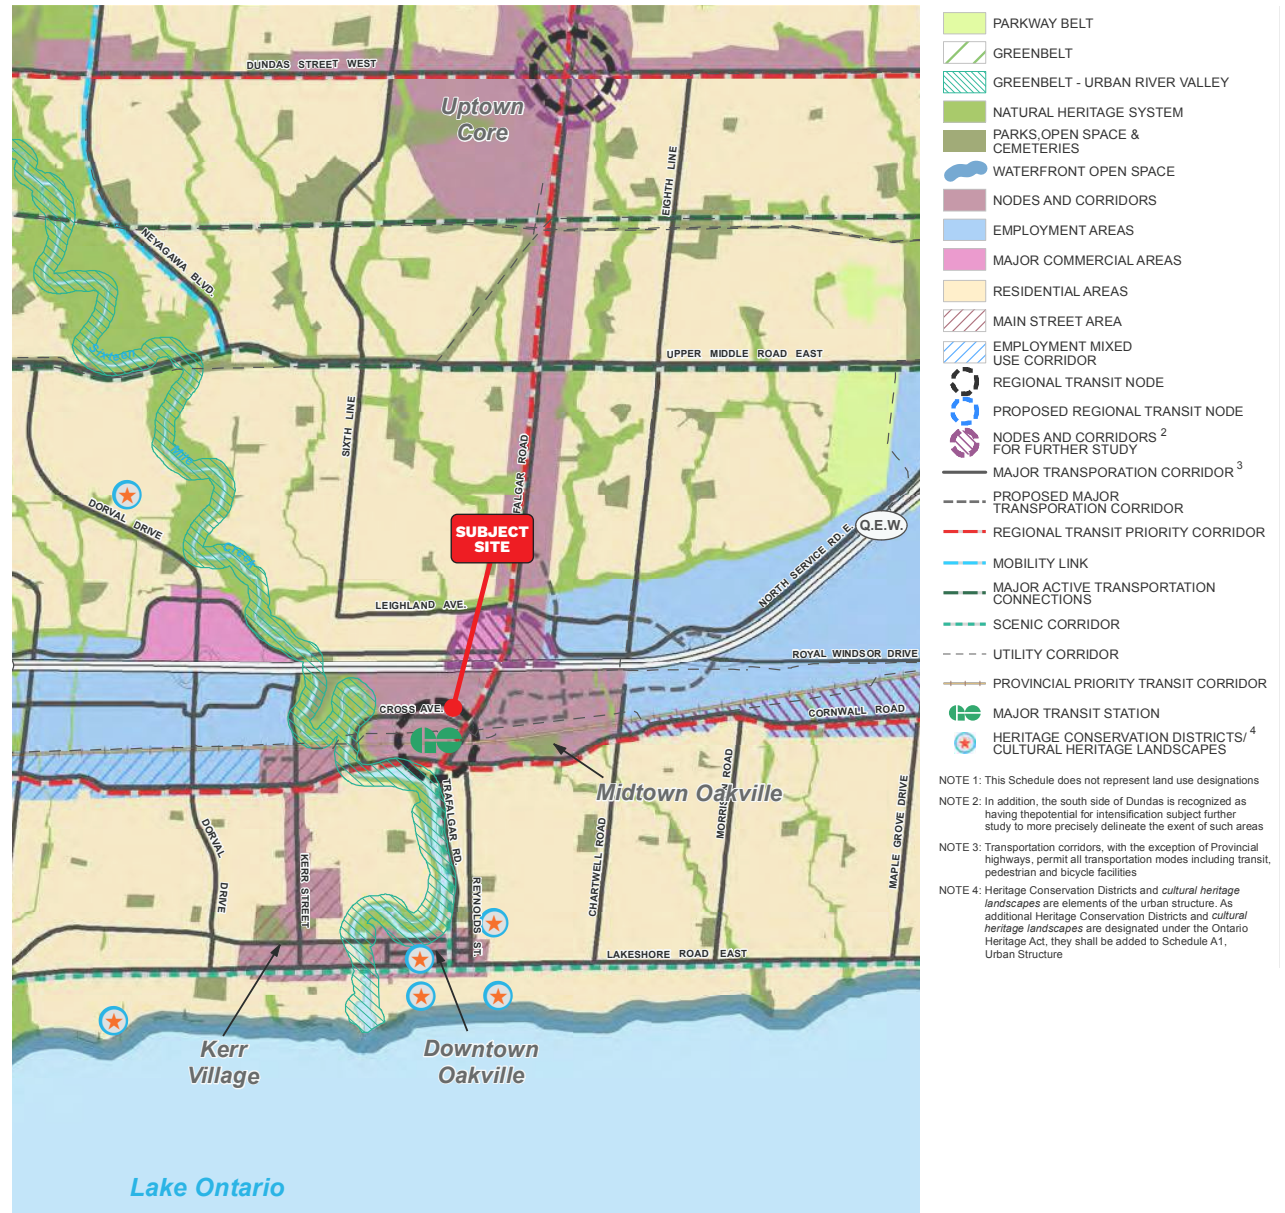 DUNDAS STREET WEST
Uptown
Core
EIGHTH LINE
NEYAGAWA BLVD.
Sixteen
UPPER MIDDLE ROAD EAST
SIXTH LINE
Mile
FALGAR ROAD
DORVAL DRIVE
Creek
SUBJECT
SITE
Q.E.W.
NORTH SERVICE RD. E.
LEIGHLAND AVE.
ROYAL WINDSOR DRIVE
CROSS AVE.
CORNWALL ROAD
Midtown Oakville
TRAFALGAR RD.
MORRISON ROAD
MAPLE GROVE DRIVE
CHARTWELL ROAD
DORVAL
DRIVE
KERR STREET
REYNOLDS ST.
LAKESHORE ROAD EAST
Kerr
Village
Downtown
Oakville
Lake Ontario
PARKWAY BELT
GREENBELT
GREENBELT - URBAN RIVER VALLEY
NATURAL HERITAGE SYSTEM
PARKS,OPEN SPACE &
CEMETERIES
WATERFRONT OPEN SPACE
NODES AND CORRIDORS
EMPLOYMENT AREAS
MAJOR COMMERCIAL AREAS
RESIDENTIAL AREAS
MAIN STREET AREA
EMPLOYMENT MIXED
USE CORRIDOR
REGIONAL TRANSIT NODE
PROPOSED REGIONAL TRANSIT NODE
NODES AND CORRIDORS 2
FOR FURTHER STUDY
MAJOR TRANSPORATION CORRIDOR 3
PROPOSED MAJOR
TRANSPORATION CORRIDOR
REGIONAL TRANSIT PRIORITY CORRIDOR
MOBILITY LINK
MAJOR ACTIVE TRANSPORTATION
CONNECTIONS
SCENIC CORRIDOR
UTILITY CORRIDOR
PROVINCIAL PRIORITY TRANSIT CORRIDOR
MAJOR TRANSIT STATION
HERITAGE CONSERVATION DISTRICTS/ 4
CULTURAL HERITAGE LANDSCAPES
NOTE 1: This Schedule does not represent land use designations
NOTE 2: In addition, the south side of Dundas is recognized as
having thepotential for intensification subject further
study to more precisely delineate the exent of such areas
NOTE 3: Transportation corridors, with the exception of Provincial
highways, permit all transportation modes including transit,
pedestrian and bicycle facilities
NOTE 4: Heritage Conservation Districts and cultural heritage
landscapes are elements of the urban structure. As
additional Heritage Conservation Districts and cultural
heritage landscapes are designated under the Ontario
Heritage Act, they shall be added to Schedule A1,
Urban Structure